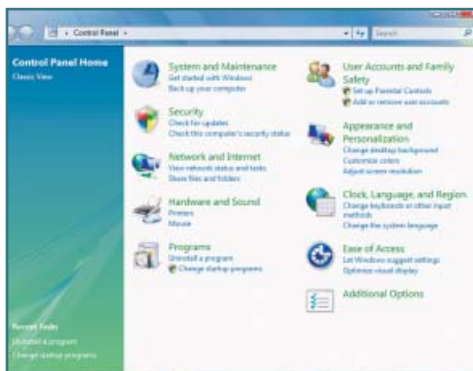 Control Panel
Search
Control Panel Home
Classic View
System and Maintenance
Get started with Windows
Back up your computer
Security
Check for updates
Check this computer's security status
Network and Internet
View network status and tasks
Share files and folders
Hardware and Sound
Printers
Mouse
Programs
Uninstall a program
Change startup programs
User Accounts and Family
Safety
Set up Parental Controls
Add or remove user accounts
Appearance and
Personalization
Change desktop background
Customize colors
Adjust screen resolution
Clock, Language, and Region
Change keyboards or other input
methods
Change the system language
Ease of Access
Let Windows suggest settings
Optimize visual display
Additional Options
Recent Tasks
Uninstall a program
Change startup programs